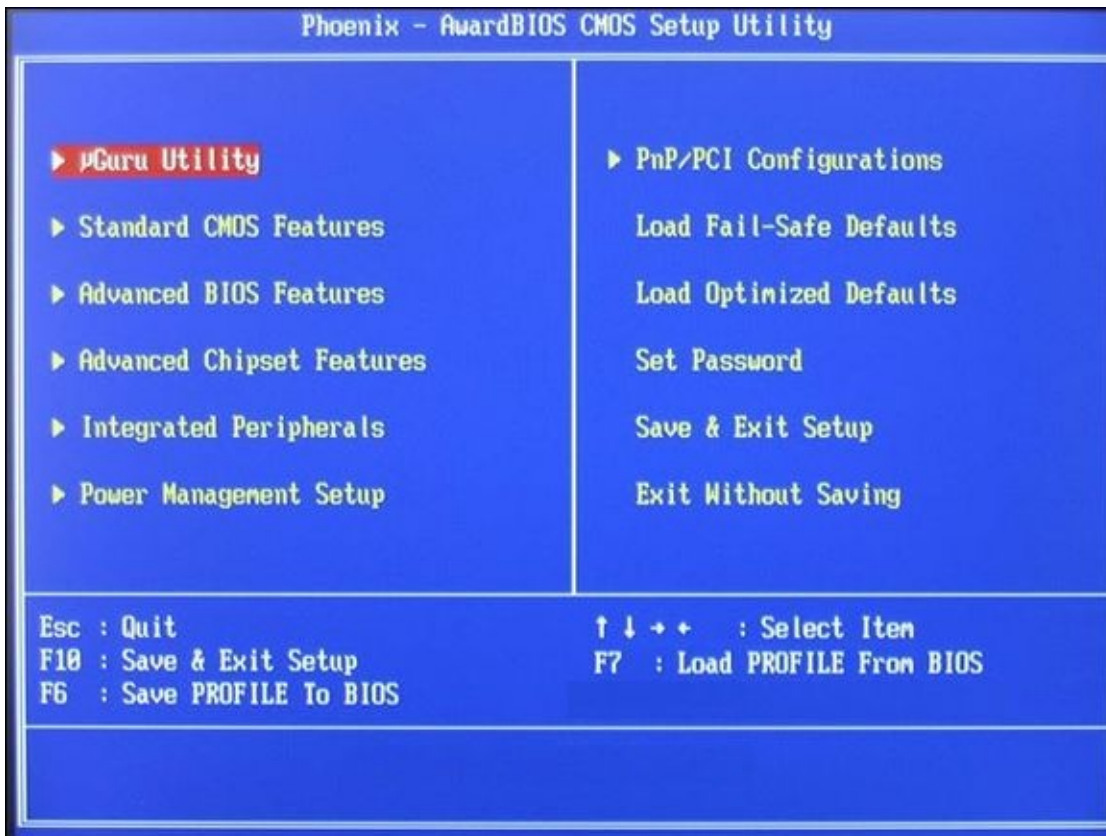 Phoenix - AwardBIOS CMOS Setup Utility
µGuru Utility
Standard CMOS Features
Advanced BIOS Features
Advanced Chipset Features
Integrated Peripherals
Power Management Setup
PnP/PCI Configurations
Load Fail-Safe Defaults
Load Optimized Defaults
Set Password
Save & Exit Setup
Exit Without Saving
Esc : Quit
F10 : Save & Exit Setup
F6 : Save PROFILE To BIOS
↑ ↓ → ← : Select Item
F7 : Load PROFILE From BIOS